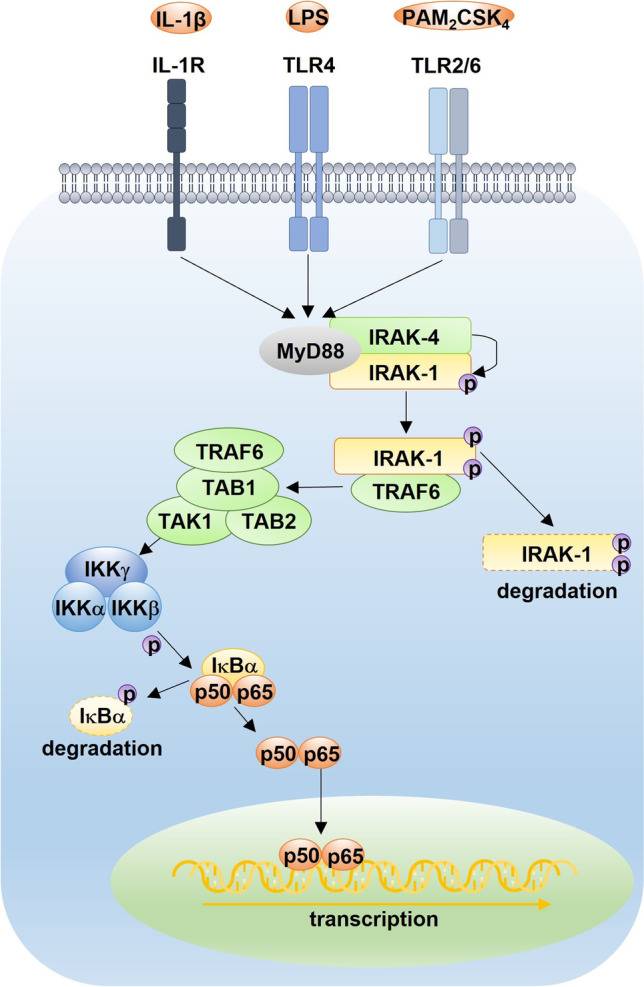 IL-1β
LPS
PAM₂CSK₄
IL-1R
TLR4
TLR2/6
MyD88
IRAK-4
IRAK-1
p
IRAK-1
p
p
TRAF6
TRAF6
TAB1
TAK1
TAB2
IRAK-1
p
p
degradation
IKKγ
IKKα
IKKβ
p
IκBα
p50
p65
IκBα
p
degradation
p50
p65
p50
p65
transcription